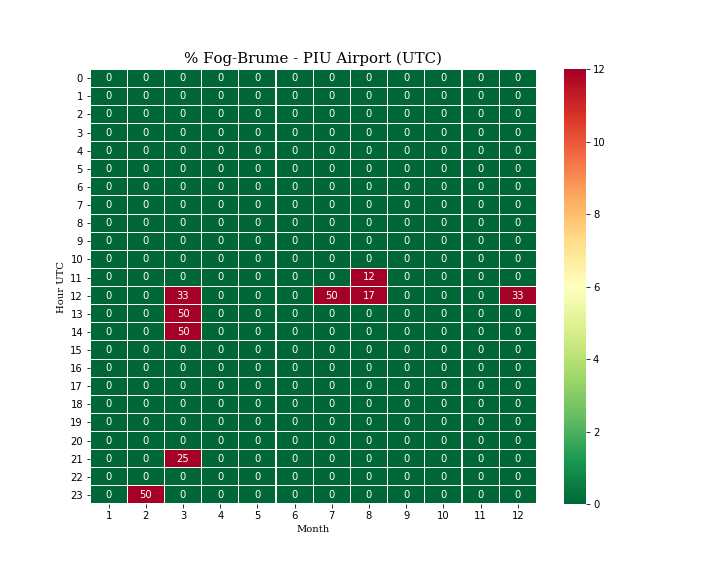 % Fog-Brume - PIU Airport (UTC)
0 0 0 0 0 0 0 0 0 0 0 0 0
1 0 0 0 0 0 0 0 0 0 0 0 0
2 0 0 0 0 0 0 0 0 0 0 0 0
3 0 0 0 0 0 0 0 0 0 0 0 0
4 0 0 0 0 0 0 0 0 0 0 0 0
5 0 0 0 0 0 0 0 0 0 0 0 0
6 0 0 0 0 0 0 0 0 0 0 0 0
7 0 0 0 0 0 0 0 0 0 0 0 0
8 0 0 0 0 0 0 0 0 0 0 0 0
9 0 0 0 0 0 0 0 0 0 0 0 0
10 0 0 0 0 0 0 0 0 0 0 0 0
11 0 0 0 0 0 0 0 12 0 0 0 0
12 0 0 33 0 0 0 50 17 0 0 0 33
13 0 0 50 0 0 0 0 0 0 0 0 0
14 0 0 50 0 0 0 0 0 0 0 0 0
15 0 0 0 0 0 0 0 0 0 0 0 0
16 0 0 0 0 0 0 0 0 0 0 0 0
17 0 0 0 0 0 0 0 0 0 0 0 0
18 0 0 0 0 0 0 0 0 0 0 0 0
19 0 0 0 0 0 0 0 0 0 0 0 0
20 0 0 0 0 0 0 0 0 0 0 0 0
21 0 0 25 0 0 0 0 0 0 0 0 0
22 0 0 0 0 0 0 0 0 0 0 0 0
23 0 50 0 0 0 0 0 0 0 0 0 0
1 2 3 4 5 6 7 8 9 10 11 12
Month
Hour UTC
12
10
8
6
4
2
0